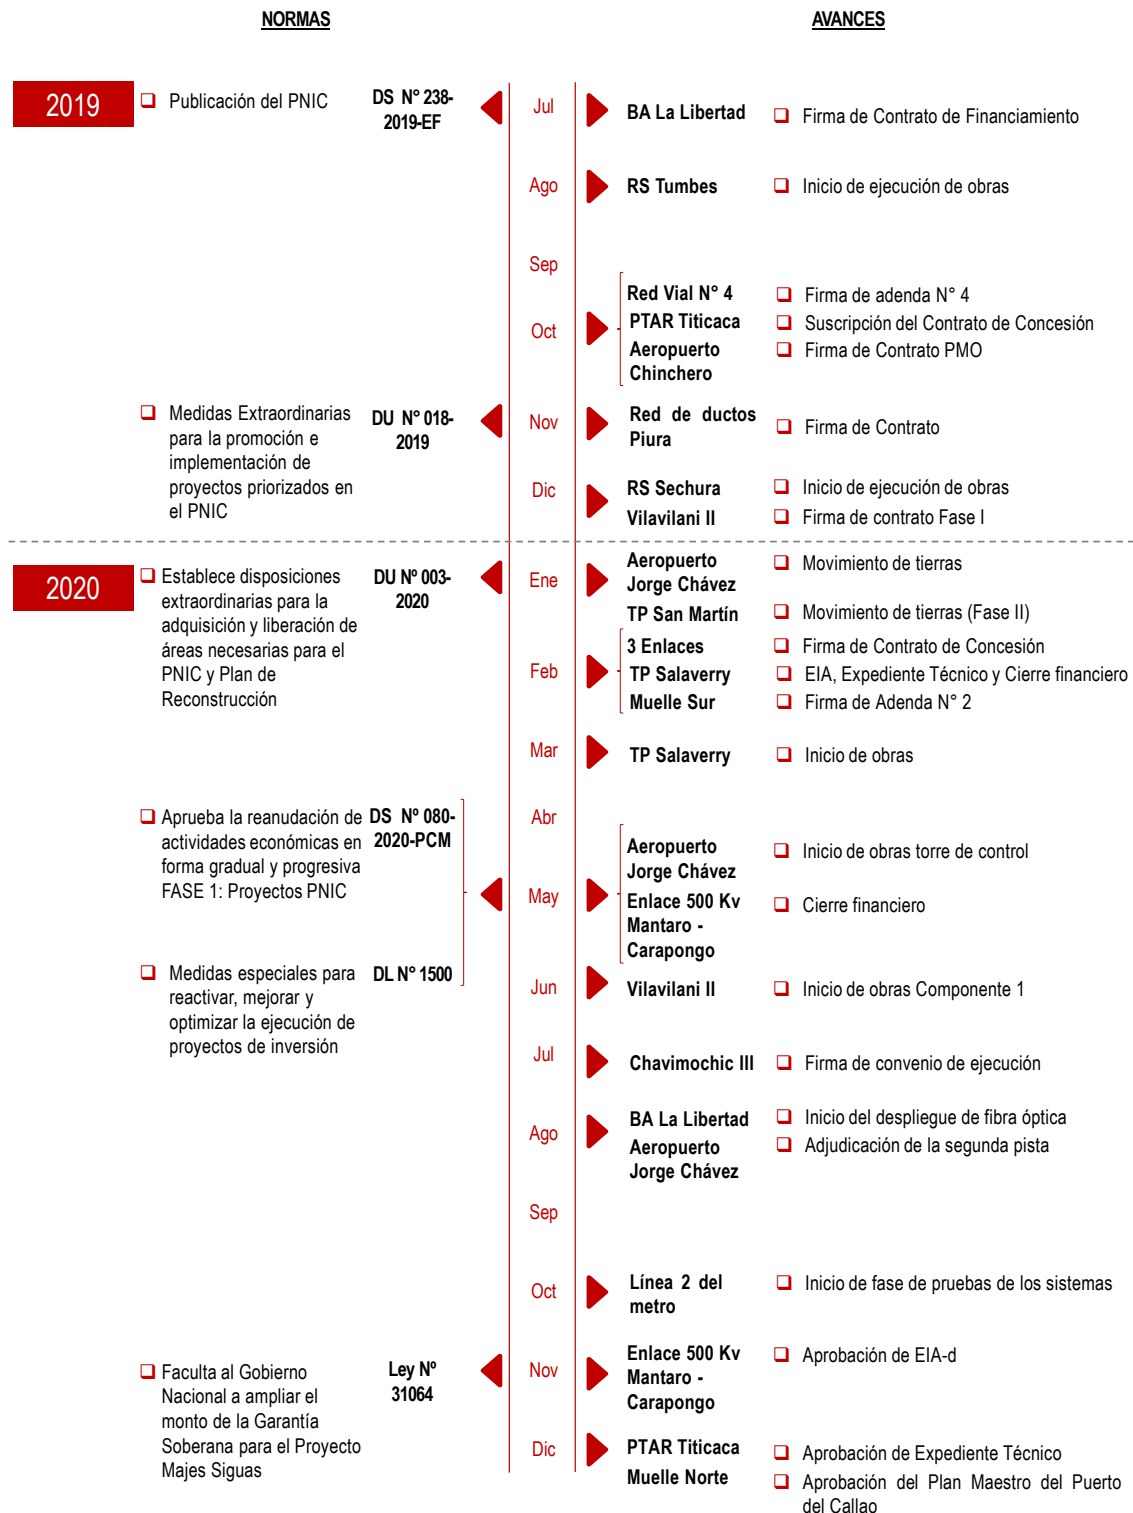 NORMAS
AVANCES
2019
Publicación del PNIC
DS N° 238-
2019-EF
Jul
BA La Libertad
Firma de Contrato de Financiamiento
Ago
RS Tumbes
Inicio de ejecución de obras
Sep
Red Vial N° 4
Firma de adenda N° 4
Oct
PTAR Titicaca
Suscripción del Contrato de Concesión
Aeropuerto
Chinchero
Firma de Contrato PMO
Medidas Extraordinarias
para la promoción e
implementación de
proyectos priorizados en
el PNIC
DU N° 018-
2019
Nov
Red de ductos
Piura
Firma de Contrato
Dic
RS Sechura
Inicio de ejecución de obras
Vilavilani II
Firma de contrato Fase I
2020
Establece disposiciones
extraordinarias para la
adquisición y liberación de
áreas necesarias para el
PNIC y Plan de
Reconstrucción
DU Nº 003-
2020
Ene
Aeropuerto
Jorge Chávez
Movimiento de tierras
TP San Martín
Movimiento de tierras (Fase II)
Feb
3 Enlaces
Firma de Contrato de Concesión
TP Salaverry
EIA, Expediente Técnico y Cierre financiero
Muelle Sur
Firma de Adenda N° 2
Mar
TP Salaverry
Inicio de obras
Aprueba la reanudación de
actividades económicas en
forma gradual y progresiva
FASE 1: Proyectos PNIC
DS Nº 080-
2020-PCM
Abr
Aeropuerto
Jorge Chávez
Inicio de obras torre de control
May
Enlace 500 Kv
Mantaro -
Carapongo
Cierre financiero
Medidas especiales para
reactivar, mejorar y
optimizar la ejecución de
proyectos de inversión
DL N° 1500
Jun
Vilavilani II
Inicio de obras Componente 1
Jul
Chavimochic III
Firma de convenio de ejecución
Ago
BA La Libertad
Inicio del despliegue de fibra óptica
Aeropuerto
Jorge Chávez
Adjudicación de la segunda pista
Sep
Oct
Línea 2 del
metro
Inicio de fase de pruebas de los sistemas
Faculta al Gobierno
Nacional a ampliar el
monto de la Garantía
Soberana para el Proyecto
Majes Siguas
Ley Nº
31064
Nov
Enlace 500 Kv
Mantaro -
Carapongo
Aprobación de EIA-d
Dic
PTAR Titicaca
Aprobación de Expediente Técnico
Muelle Norte
Aprobación del Plan Maestro del Puerto
del Callao